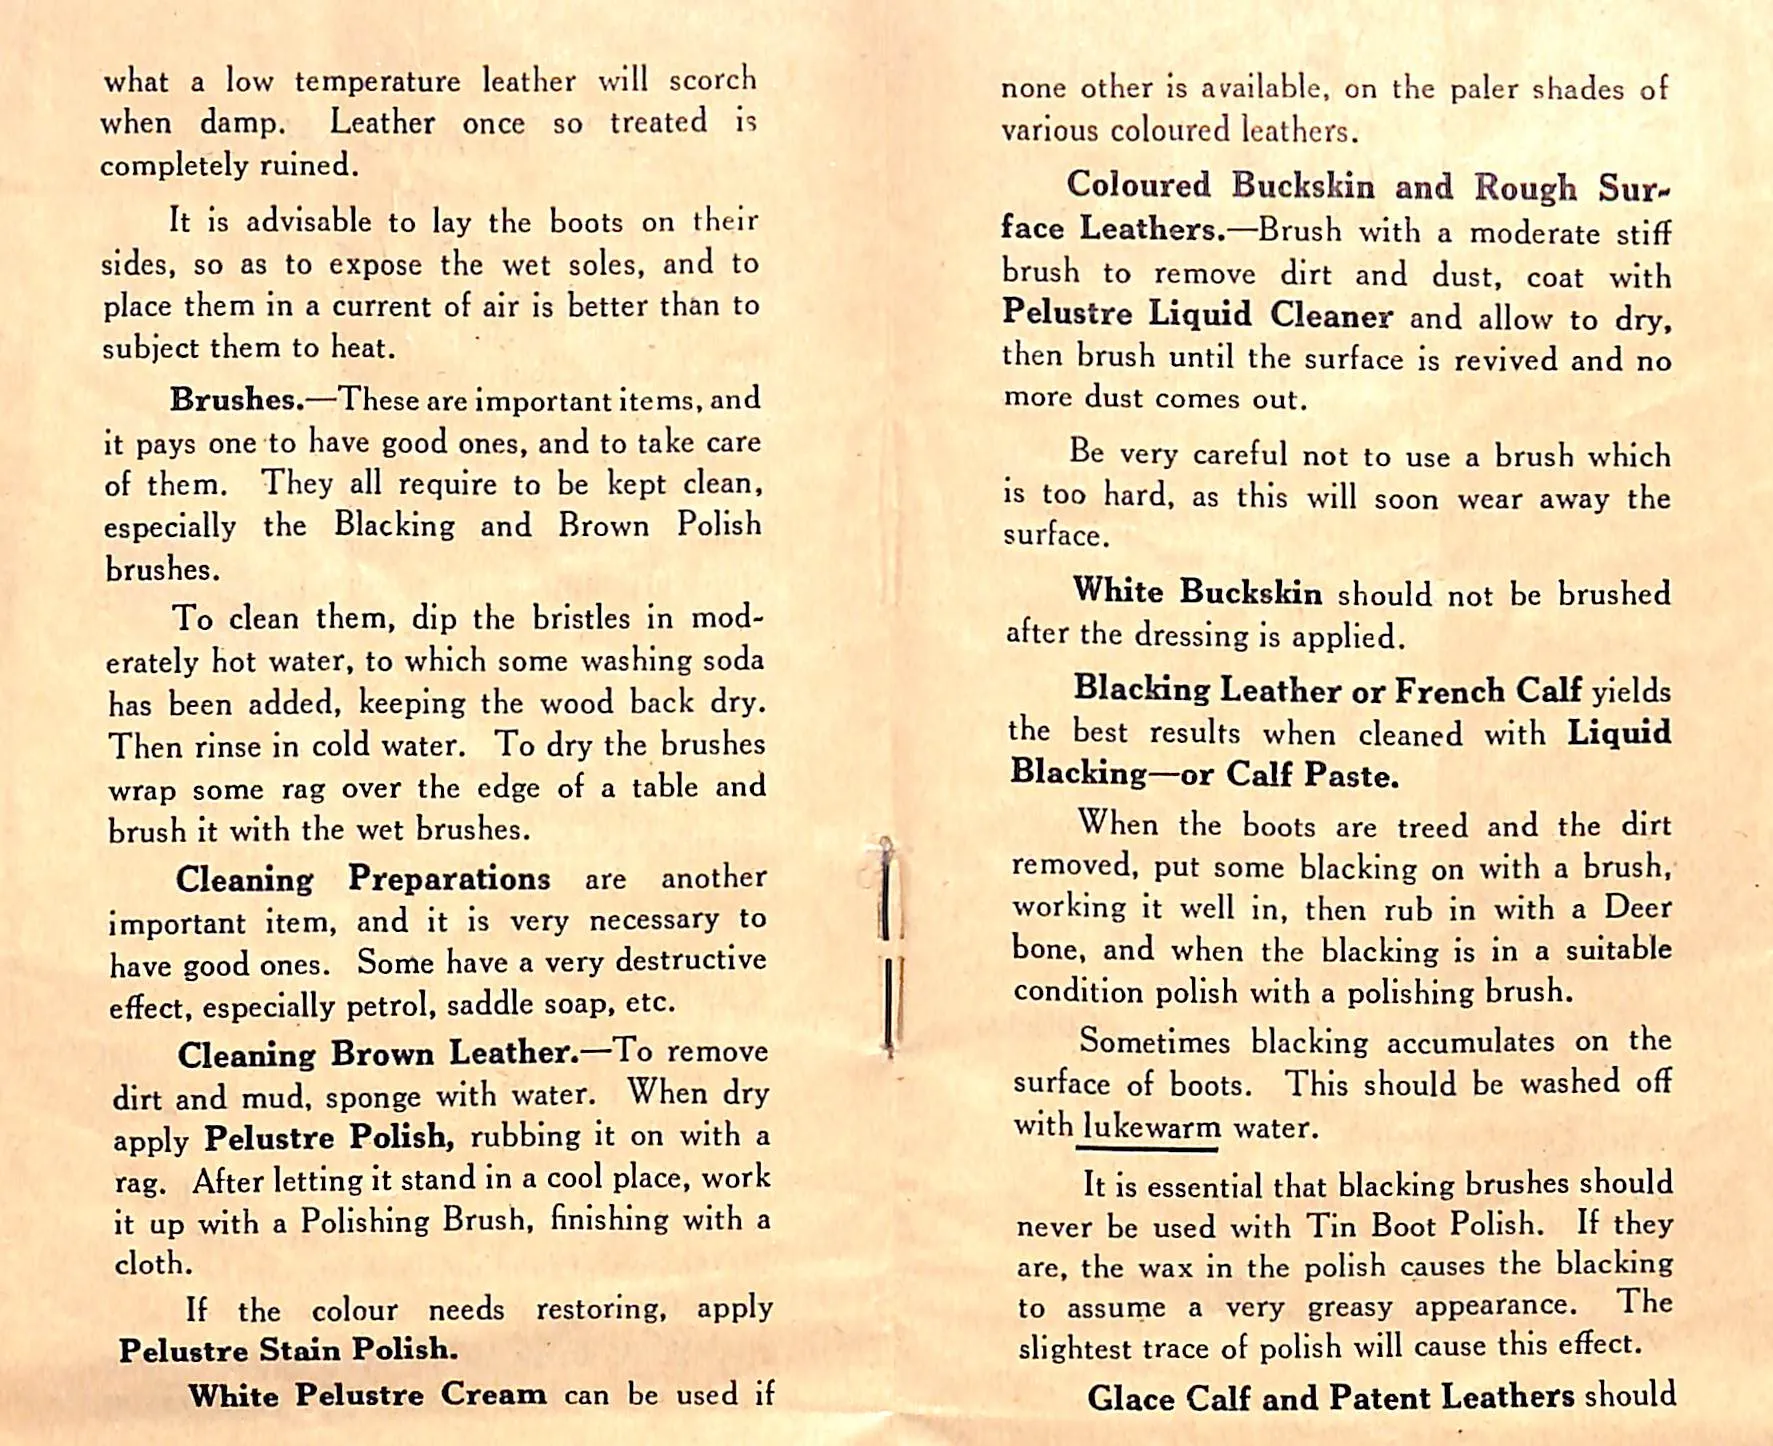 what a low temperature leather will scorch
when damp. Leather once so treated is
completely ruined.
It is advisable to lay the boots on their
sides, so as to expose the wet soles, and to
place them in a current of air is better than to
subject them to heat.
Brushes.—These are important items, and
it pays one to have good ones, and to take care
of them. They all require to be kept clean,
especially the Blacking and Brown Polish
brushes.
To clean them, dip the bristles in mod-
erately hot water, to which some washing soda
has been added, keeping the wood back dry.
Then rinse in cold water. To dry the brushes
wrap some rag over the edge of a table and
brush it with the wet brushes.
Cleaning Preparations are another
important item, and it is very necessary to
have good ones. Some have a very destructive
effect, especially petrol, saddle soap, etc.
Cleaning Brown Leather.—To remove
dirt and mud, sponge with water. When dry
apply Pelustre Polish, rubbing it on with a
rag. After letting it stand in a cool place, work
it up with a Polishing Brush, finishing with a
cloth.
If the colour needs restoring, apply
Pelustre Stain Polish.
White Pelustre Cream can be used if
none other is available, on the paler shades of
various coloured leathers.
Coloured Buckskin and Rough Sur-
face Leathers.—Brush with a moderate stiff
brush to remove dirt and dust, coat with
Pelustre Liquid Cleaner and allow to dry,
then brush until the surface is revived and no
more dust comes out.
Be very careful not to use a brush which
is too hard, as this will soon wear away the
surface.
White Buckskin should not be brushed
after the dressing is applied.
Blacking Leather or French Calf yields
the best results when cleaned with Liquid
Blacking—or Calf Paste.
When the boots are treed and the dirt
removed, put some blacking on with a brush,
working it well in, then rub in with a Deer
bone, and when the blacking is in a suitable
condition polish with a polishing brush.
Sometimes blacking accumulates on the
surface of boots. This should be washed off
with lukewarm water.
It is essential that blacking brushes should
never be used with Tin Boot Polish. If they
are, the wax in the polish causes the blacking
to assume a very greasy appearance. The
slightest trace of polish will cause this effect.
Glace Calf and Patent Leathers should